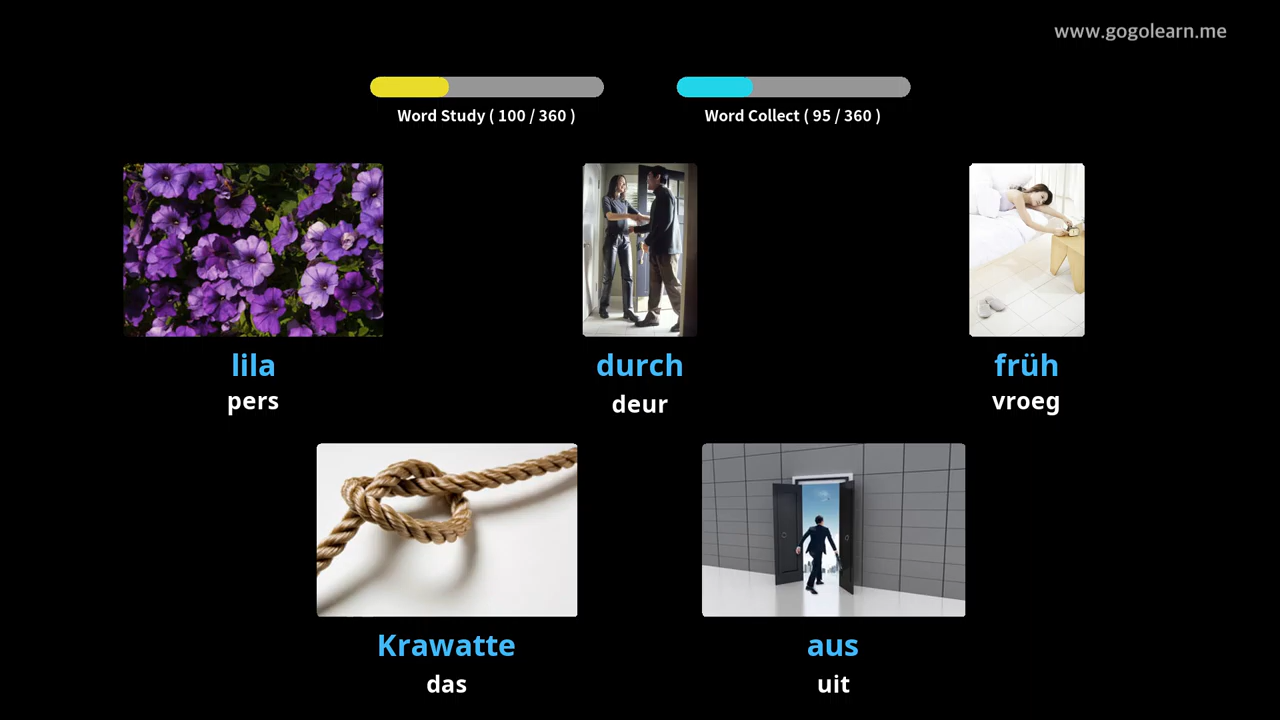 www.gogolearn.me
Word Study ( 100 / 360 )
Word Collect ( 95 / 360 )
lila
pers
durch
deur
früh
vroeg
Krawatte
das
aus
uit